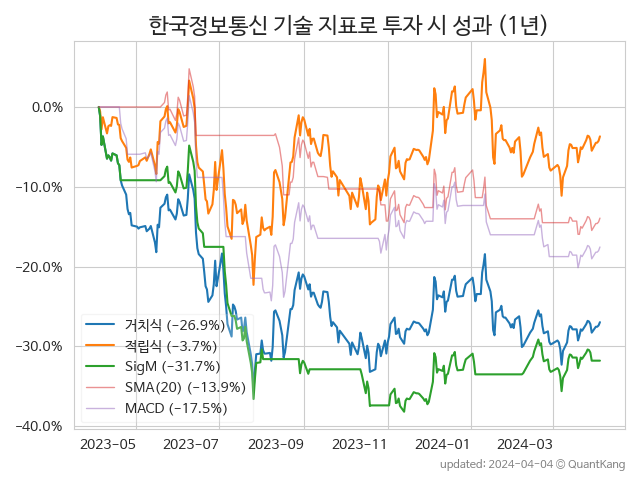 한국정보통신 기술 지표로 투자 시 성과 (1년)
0.0%
−10.0%
−20.0%
−30.0%
−40.0%
거치식 (−26.9%)
적립식 (−3.7%)
SigM (−31.7%)
SMA(20) (−13.9%)
MACD (−17.5%)
2023−05 2023−07 2023−09 2023−11 2024−01 2024−03
updated: 2024−04−04 © QuantKang